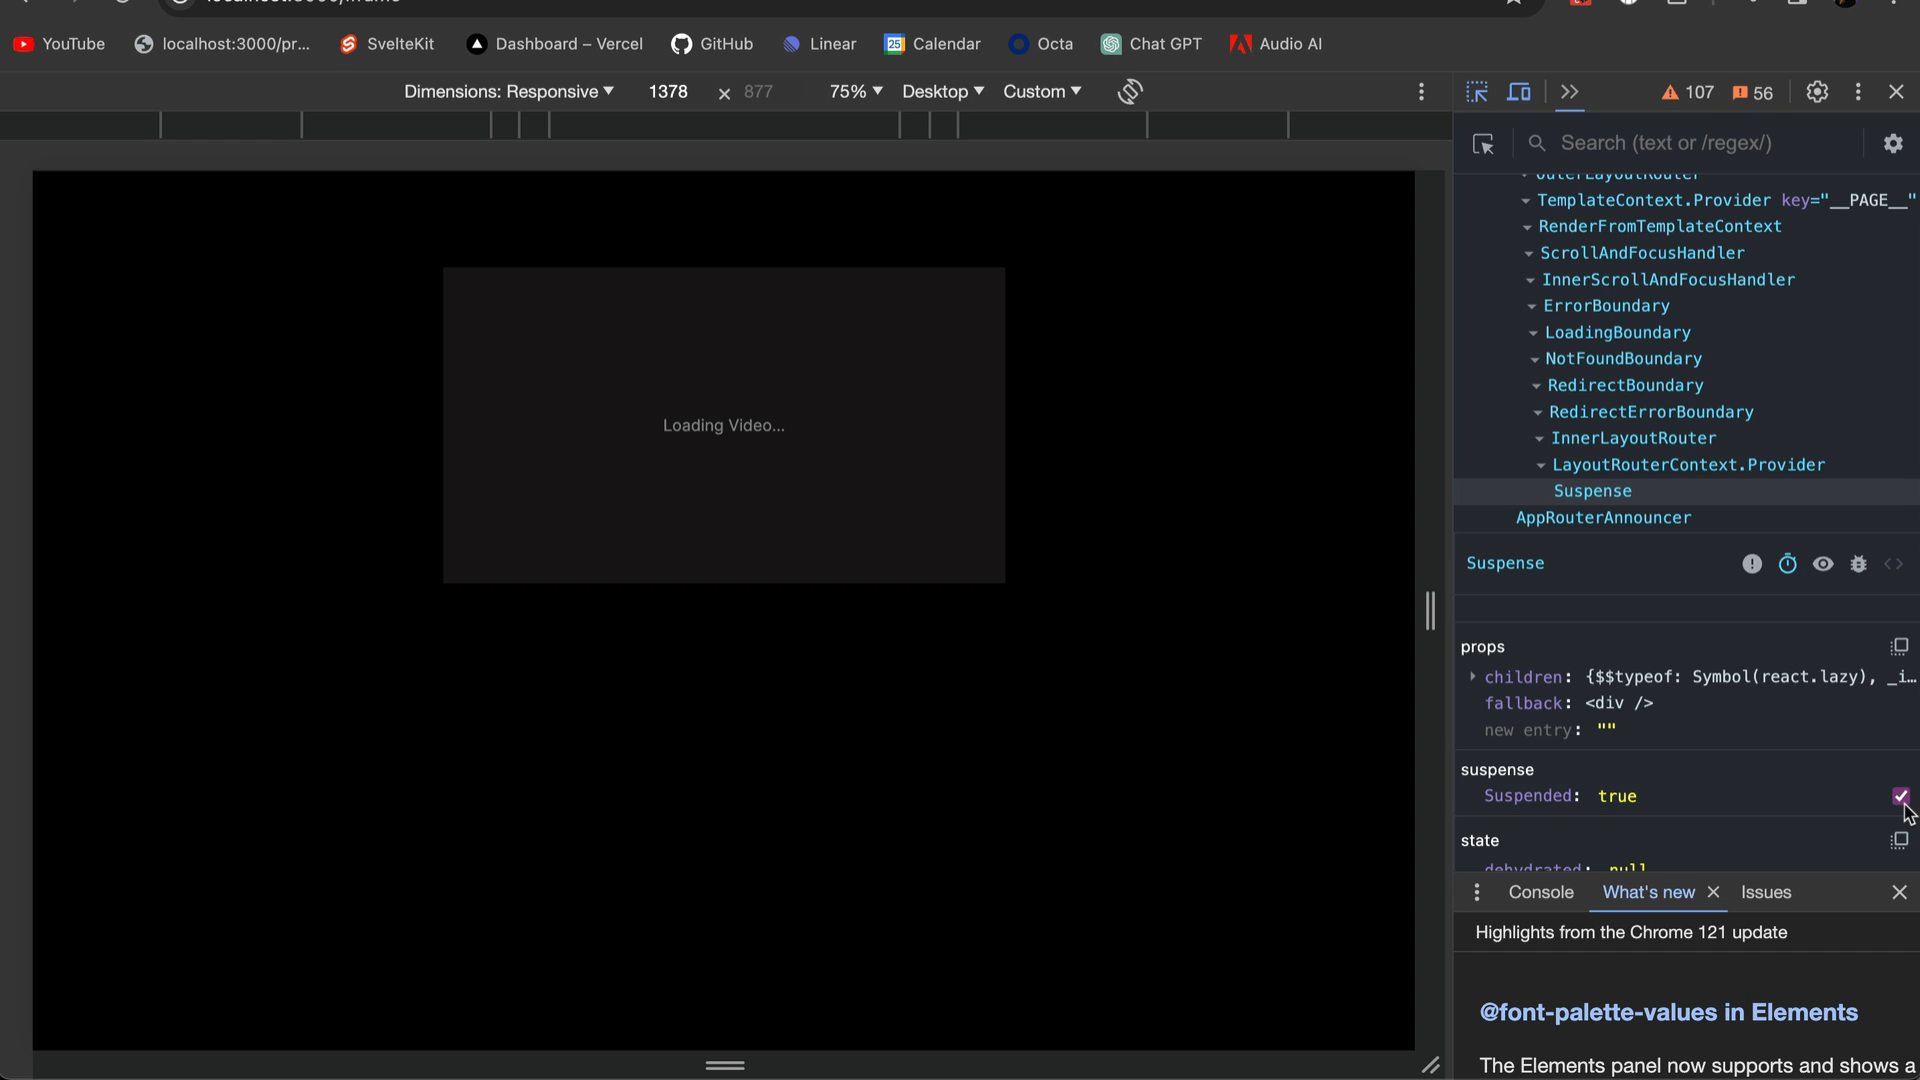 YouTube localhost:3000/pr... SvelteKit Dashboard – Vercel GitHub Linear 25 Calendar Octa Chat GPT Audio AI
Dimensions: Responsive ▼ 1378 × 877 75% ▼ Desktop ▼ Custom ▼
107 56
Search (text or /regex/)
OuterLayoutRouter
TemplateContext.Provider key="__PAGE__"
RenderFromTemplateContext
ScrollAndFocusHandler
InnerScrollAndFocusHandler
ErrorBoundary
LoadingBoundary
NotFoundBoundary
RedirectBoundary
RedirectErrorBoundary
InnerLayoutRouter
LayoutRouterContext.Provider
Suspense
AppRouterAnnouncer
Loading Video...
Suspense
props
children: {$$typeof: Symbol(react.lazy), _i…
fallback: <div />
new entry: ""
suspense
Suspended: true
state
dehydrated: null
Console What's new Issues
Highlights from the Chrome 121 update
@font-palette-values in Elements
The Elements panel now supports and shows a